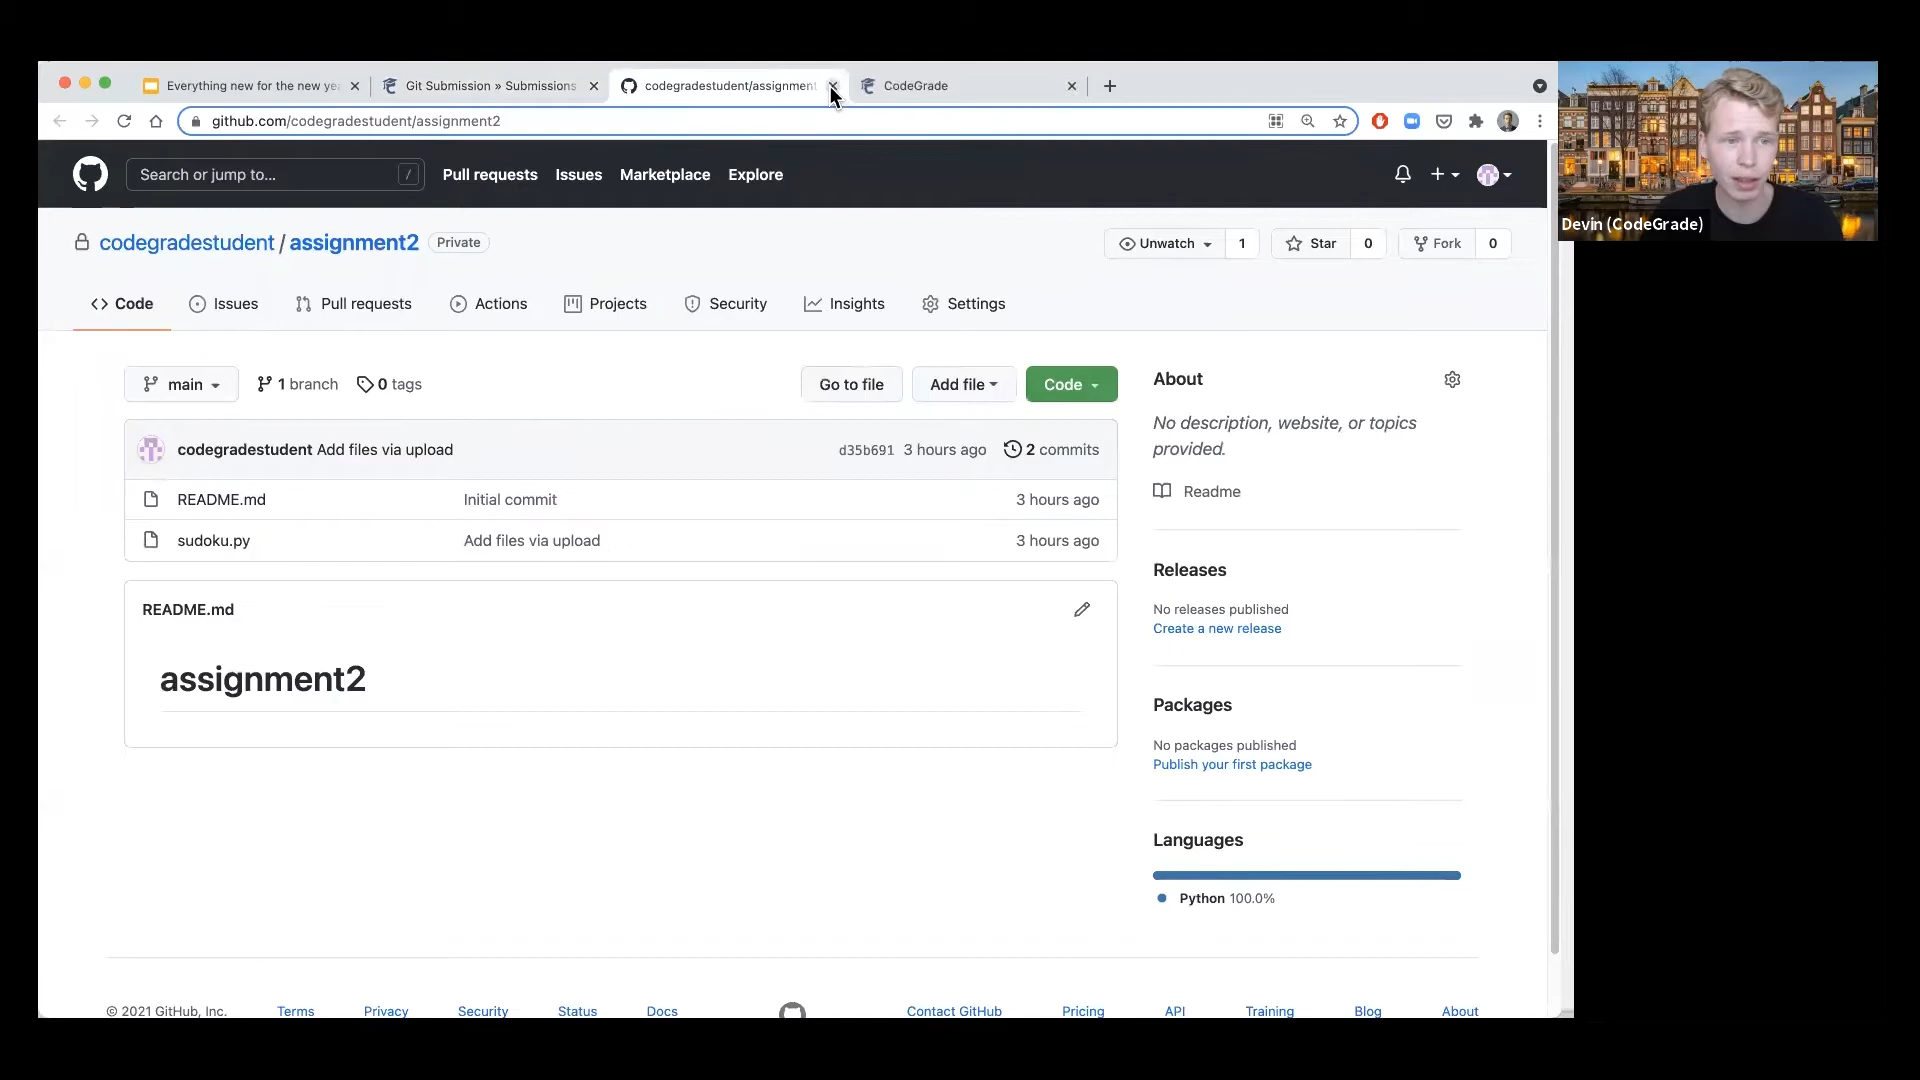 Everything new for the new yea
Git Submission » Submissions
codegradestudent/assignment
CodeGrade
github.com/codegradestudent/assignment2
Search or jump to...
/
Pull requests
Issues
Marketplace
Explore
Devin (CodeGrade)
codegradestudent / assignment2
Private
Unwatch
1
Star
0
Fork
0
Code
Issues
Pull requests
Actions
Projects
Security
Insights
Settings
main
1 branch
0 tags
Go to file
Add file
Code
codegradestudent Add files via upload
d35b691
3 hours ago
2 commits
README.md
Initial commit
3 hours ago
sudoku.py
Add files via upload
3 hours ago
README.md
assignment2
About
No description, website, or topics
provided.
Readme
Releases
No releases published
Create a new release
Packages
No packages published
Publish your first package
Languages
Python 100.0%
© 2021 GitHub, Inc.
Terms
Privacy
Security
Status
Docs
Contact GitHub
Pricing
API
Training
Blog
About